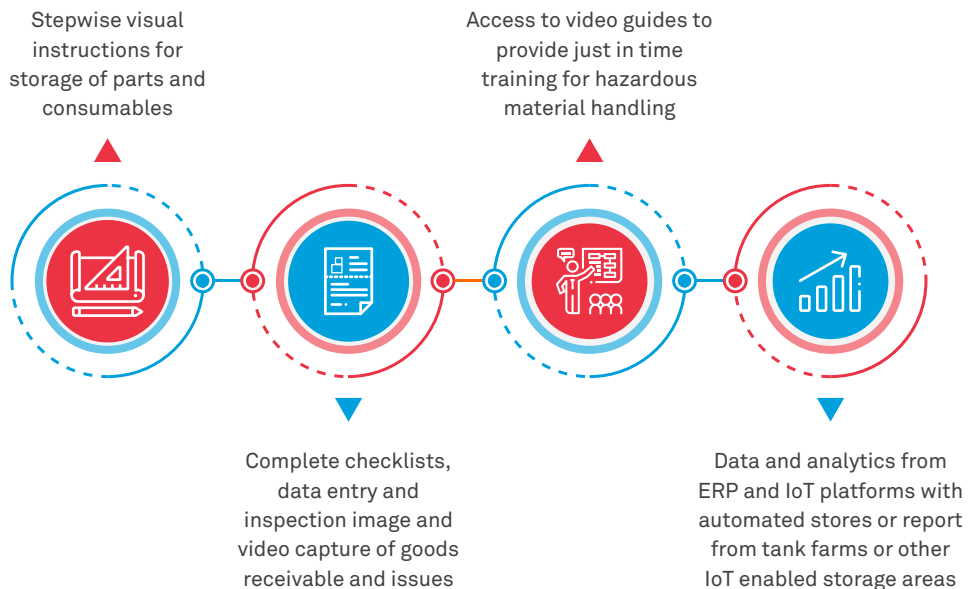 Stepwise visual
instructions for
storage of parts and
consumables
Access to video guides to
provide just in time
training for hazardous
material handling
Complete checklists,
data entry and
inspection image and
video capture of goods
receivable and issues
Data and analytics from
ERP and IoT platforms with
automated stores or report
from tank farms or other
IoT enabled storage areas